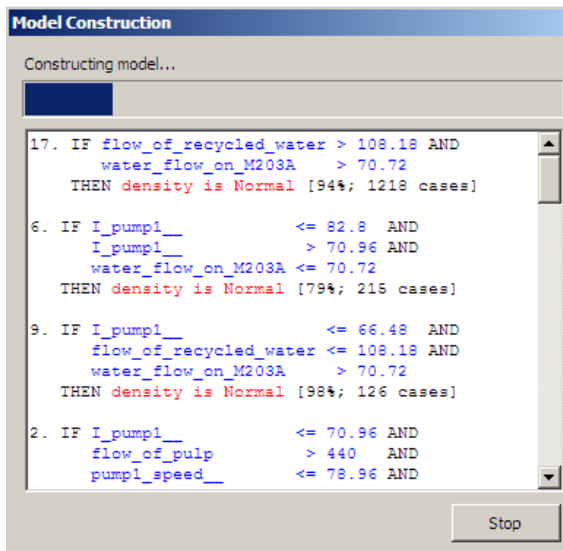 Model Construction
Constructing model...
17. IF flow_of_recycled_water > 108.18 AND
water_flow_on_M203A > 70.72
THEN density is Normal [94%; 1218 cases]
6. IF I_pump1__ <= 82.8 AND
I_pump1__ > 70.96 AND
water_flow_on_M203A <= 70.72
THEN density is Normal [79%; 215 cases]
9. IF I_pump1__ <= 66.48 AND
flow_of_recycled_water <= 108.18 AND
water_flow_on_M203A > 70.72
THEN density is Normal [98%; 126 cases]
2. IF I_pump1__ <= 70.96 AND
flow_of_pulp > 440 AND
pump1_speed__ <= 78.96 AND
Stop